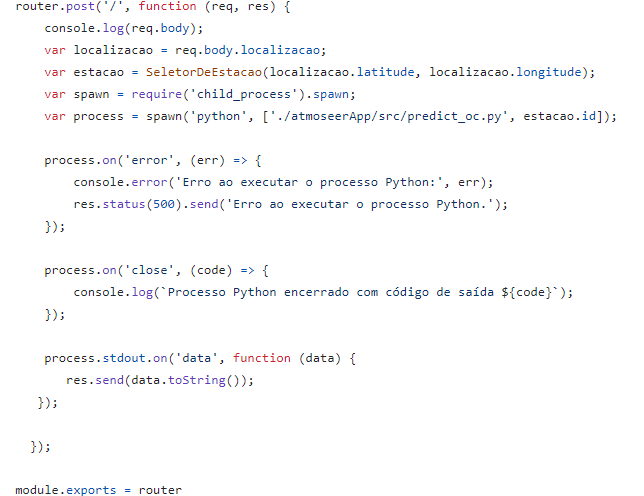 router.post('/', function (req, res) {
    console.log(req.body);
    var localizacao = req.body.localizacao;
    var estacao = SeletorDeEstacao(localizacao.latitude, localizacao.longitude);
    var spawn = require('child_process').spawn;
    var process = spawn('python', ['./atmoseerApp/src/predict_oc.py', estacao.id]);

    process.on('error', (err) => {
        console.error('Erro ao executar o processo Python:', err);
        res.status(500).send('Erro ao executar o processo Python.');
    });

    process.on('close', (code) => {
        console.log(`Processo Python encerrado com código de saída ${code}`);
    });

    process.stdout.on('data', function (data) {
       res.send(data.toString());
   });

  });

module.exports = router